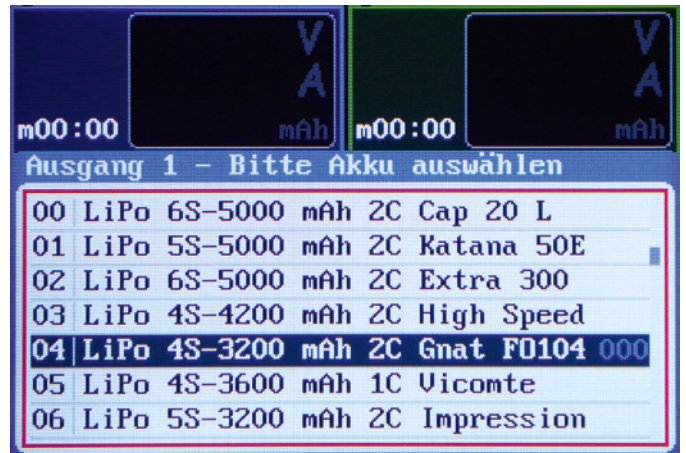 V V
A A
m00:00 mAh m00:00 mAh
Ausgang 1 - Bitte Akku auswählen
00 LiPo 6S-5000 mAh 2C Cap 20 L
01 LiPo 5S-5000 mAh 2C Katana 50E
02 LiPo 6S-5000 mAh 2C Extra 300
03 LiPo 4S-4200 mAh 2C High Speed
04 LiPo 4S-3200 mAh 2C Gnat F0104 000
05 LiPo 4S-3600 mAh 1C Vicomte
06 LiPo 5S-3200 mAh 2C Impression